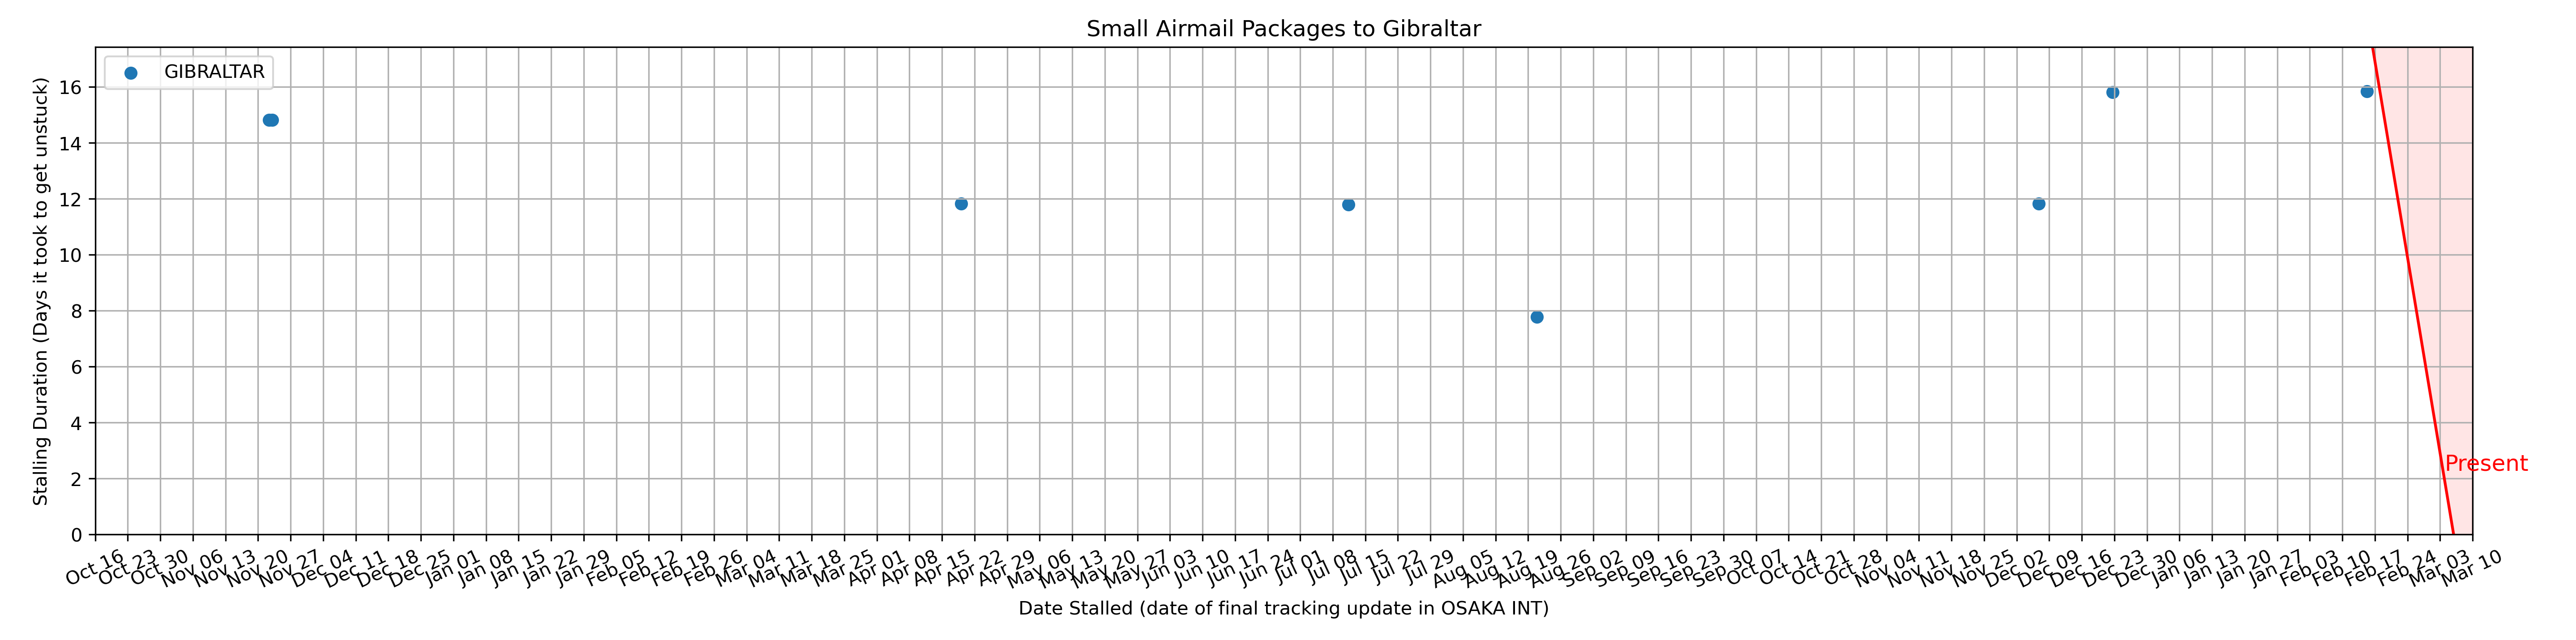 Small Airmail Packages to Gibraltar
GIBRALTAR
Stalling Duration (Days it took to get unstuck)
16
14
12
10
8
6
4
2
0
Present
Oct 16 Oct 23 Oct 30 Nov 06 Nov 13 Nov 20 Nov 27 Dec 04 Dec 11 Dec 18 Dec 25 Jan 01 Jan 08 Jan 15 Jan 22 Jan 29 Feb 05 Feb 12 Feb 19 Feb 26 Mar 04 Mar 11 Mar 18 Mar 25 Apr 01 Apr 08 Apr 15 Apr 22 Apr 29 May 06 May 13 May 20 May 27 Jun 03 Jun 10 Jun 17 Jun 24 Jul 01 Jul 08 Jul 15 Jul 22 Jul 29 Aug 05 Aug 12 Aug 19 Aug 26 Sep 02 Sep 09 Sep 16 Sep 23 Sep 30 Oct 07 Oct 14 Oct 21 Oct 28 Nov 04 Nov 11 Nov 18 Nov 25 Dec 02 Dec 09 Dec 16 Dec 23 Dec 30 Jan 06 Jan 13 Jan 20 Jan 27 Feb 03 Feb 10 Feb 17 Feb 24 Mar 03 Mar 10
Date Stalled (date of final tracking update in OSAKA INT)